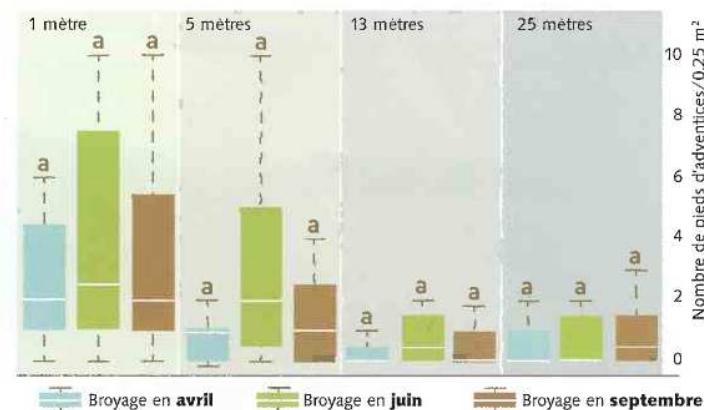 1 mètre
5 mètres
13 mètres
25 mètres
a a a
a a a
a a a
a a a
10
8
6
4
2
0
Nombre de pieds d'adventices/0,25 m²
Broyage en avril
Broyage en juin
Broyage en septembre